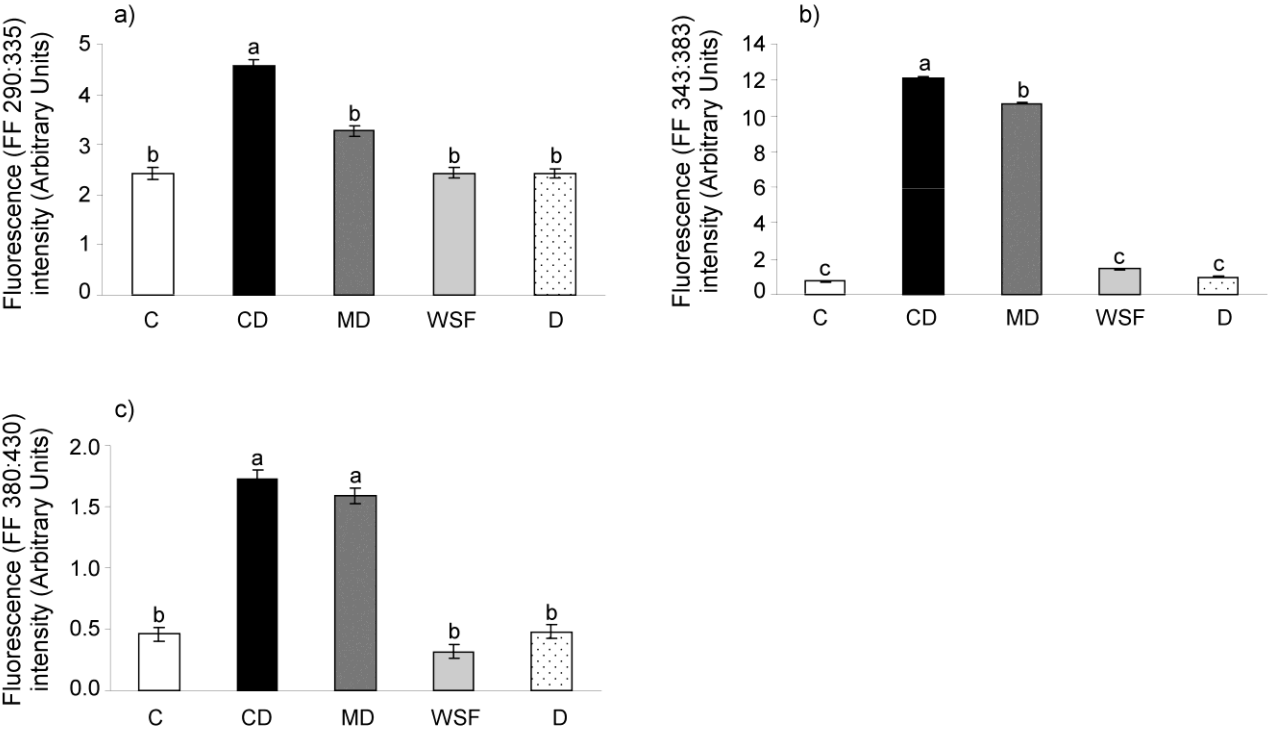 a)
Fluorescence (FF 290:335)
intensity (Arbitrary Units)
5
4
3
2
1
0
b
a
b
b
b
C CD MD WSF D
b)
Fluorescence (FF 343:383)
intensity (Arbitrary Units)
14
12
10
8
6
4
2
0
c
a
b
c
c
C CD MD WSF D
c)
Fluorescence (FF 380:430)
intensity (Arbitrary Units)
2.0
1.5
1.0
0.5
0.0
b
a
a
b
b
C CD MD WSF D